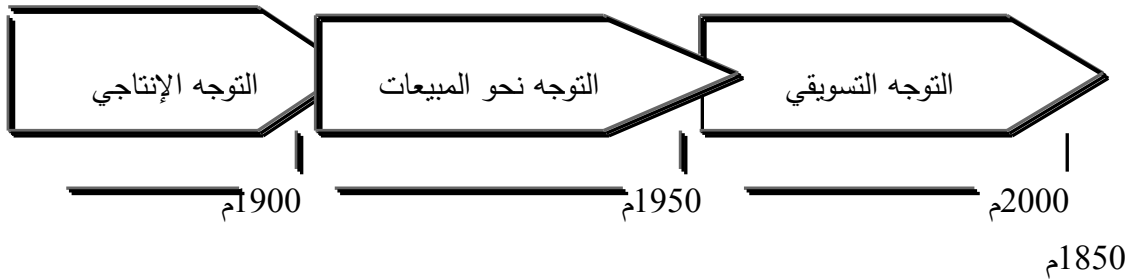 التوجه الإنتاجي
التوجه نحو المبيعات
التوجه التسويقي
1900م
1950م
2000م
1850م